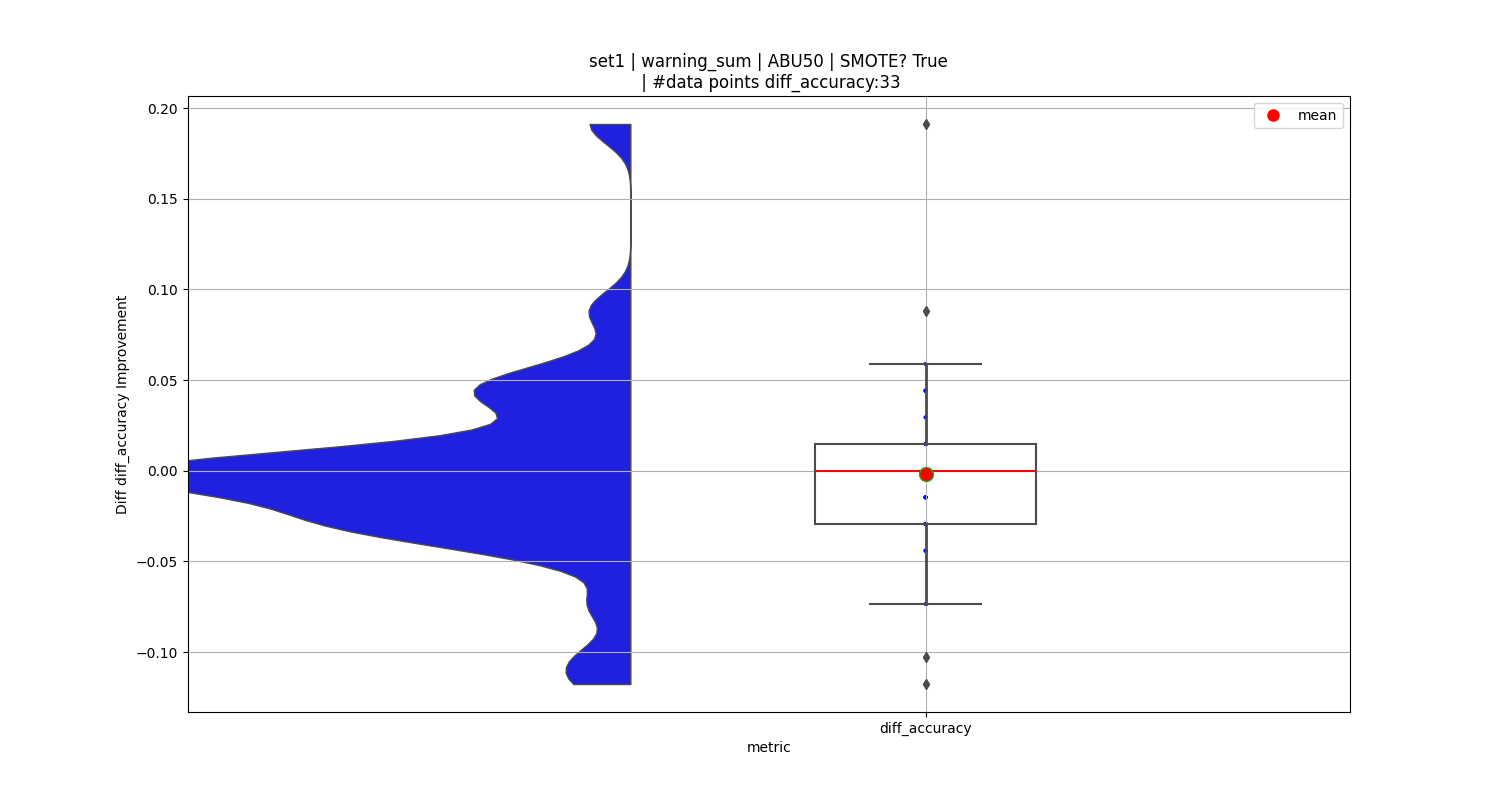 set1 | warning_sum | ABU50 | SMOTE? True
| #data points diff_accuracy:33
mean
0.20
0.15
0.10
0.05
0.00
−0.05
−0.10
Diff diff_accuracy Improvement
diff_accuracy
metric